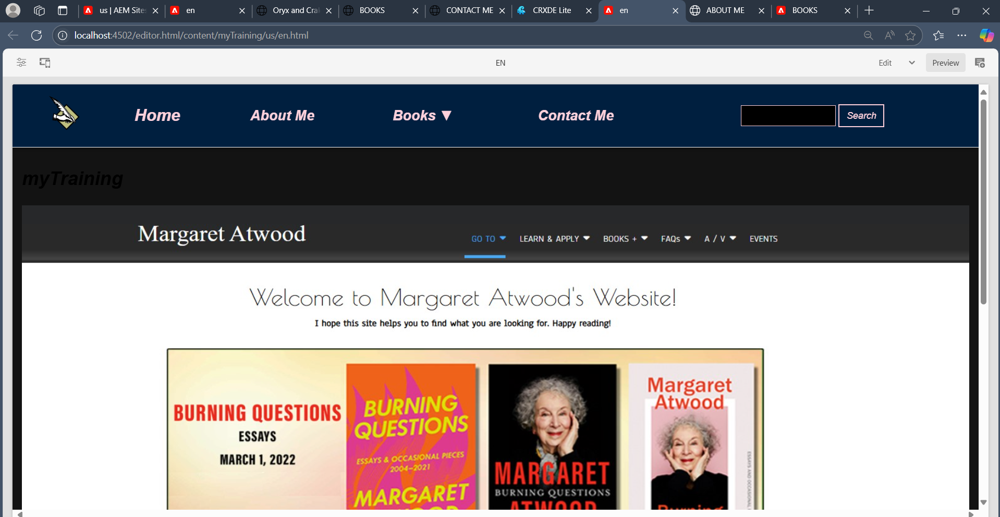 us | AEM Sites
en
Oryx and Cra
BOOKS
CONTACT ME
CRXDE Lite
en
ABOUT ME
BOOKS
localhost:4502/editor.html/content/myTraining/us/en.html
EN
Edit
Preview
Home
About Me
Books ▼
Contact Me
Search
myTraining
Margaret Atwood
GO TO
LEARN & APPLY
BOOKS +
FAQs
A / V
EVENTS
Welcome to Margaret Atwood's Website!
I hope this site helps you to find what you are looking for. Happy reading!
BURNING QUESTIONS
ESSAYS
MARCH 1, 2022
BURNING
QUESTIONS
ESSAYS & OCCASIONAL PIECES
2004–2021
MARGARET
ATWOOD
MARGARET
BURNING QUESTIONS
ATWOOD
Margaret
Atwood
ESSAYS AND OCCASIONAL
Burning